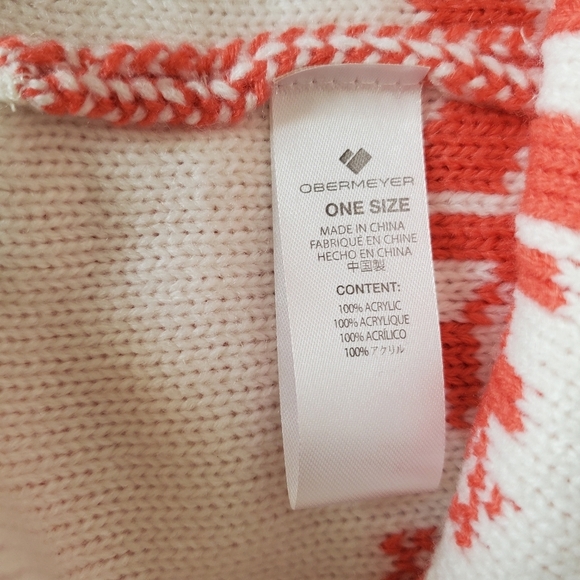 OBERMEYER
ONE SIZE
MADE IN CHINA
FABRIQUÉ EN CHINE
HECHO EN CHINA
中国製
CONTENT:
100% ACRYLIC
100% ACRYLIQUE
100% ACRÍLICO
100% アクリル